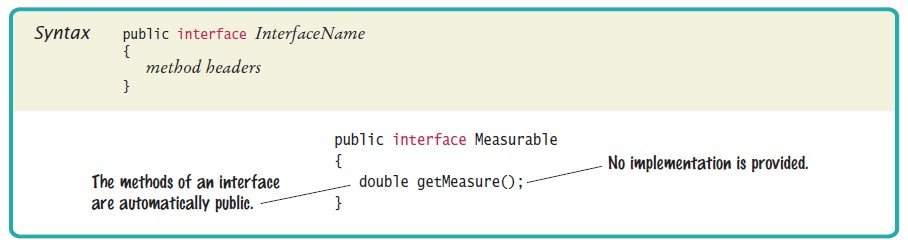 Syntax public interface InterfaceName
{
method headers
}
public interface Measurable
{
double getMeasure();
}
The methods of an interface
are automatically public.
No implementation is provided.